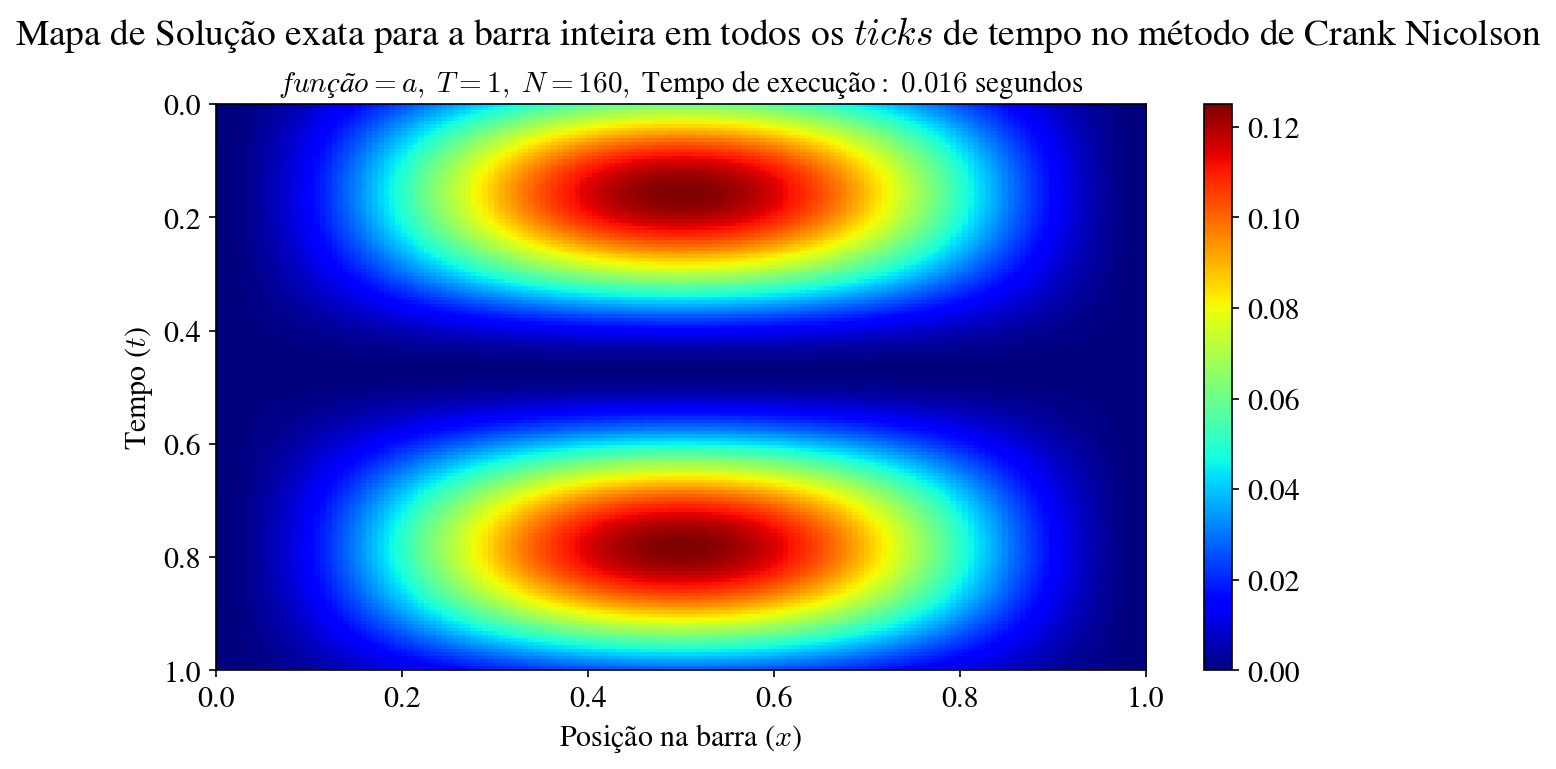 Mapa de Solução exata para a barra inteira em todos os ticks de tempo no método de Crank Nicolson
função = a, T = 1, N = 160, Tempo de execução : 0.016 segundos
0.0
0.2
0.4
0.6
0.8
1.0
Tempo (t)
0.0 0.2 0.4 0.6 0.8 1.0
Posição na barra (x)
0.12
0.10
0.08
0.06
0.04
0.02
0.00